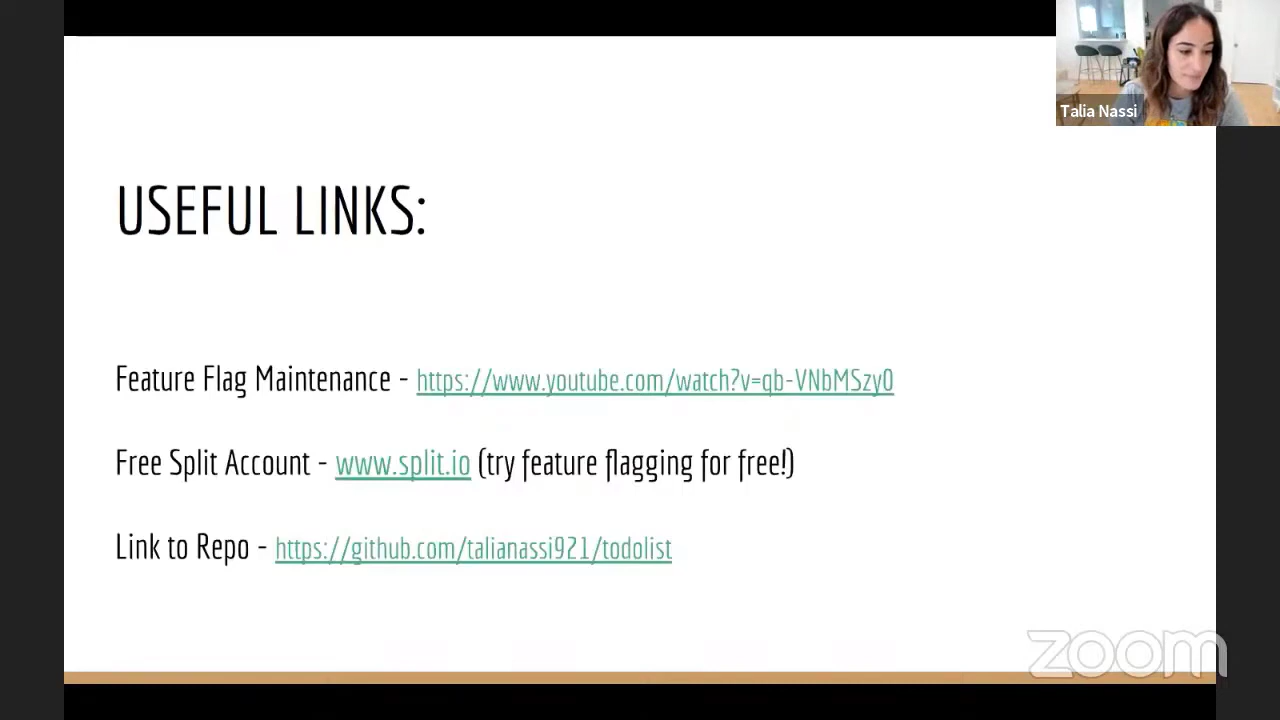 Talia Nassi
USEFUL LINKS:
Feature Flag Maintenance - https://www.youtube.com/watch?v=qb-VNbMSzy0
Free Split Account - www.split.io (try feature flagging for free!)
Link to Repo - https://github.com/talianassi921/todolist
zoom